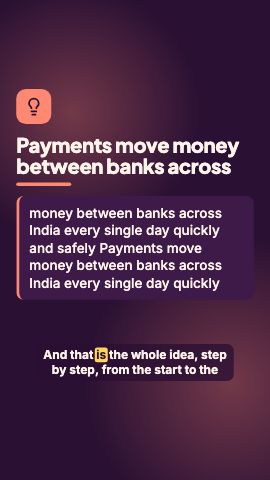 Payments move money
between banks across
money between banks across
India every single day quickly
and safely Payments move
money between banks across
India every single day quickly
And that is the whole idea, step
by step, from the start to the